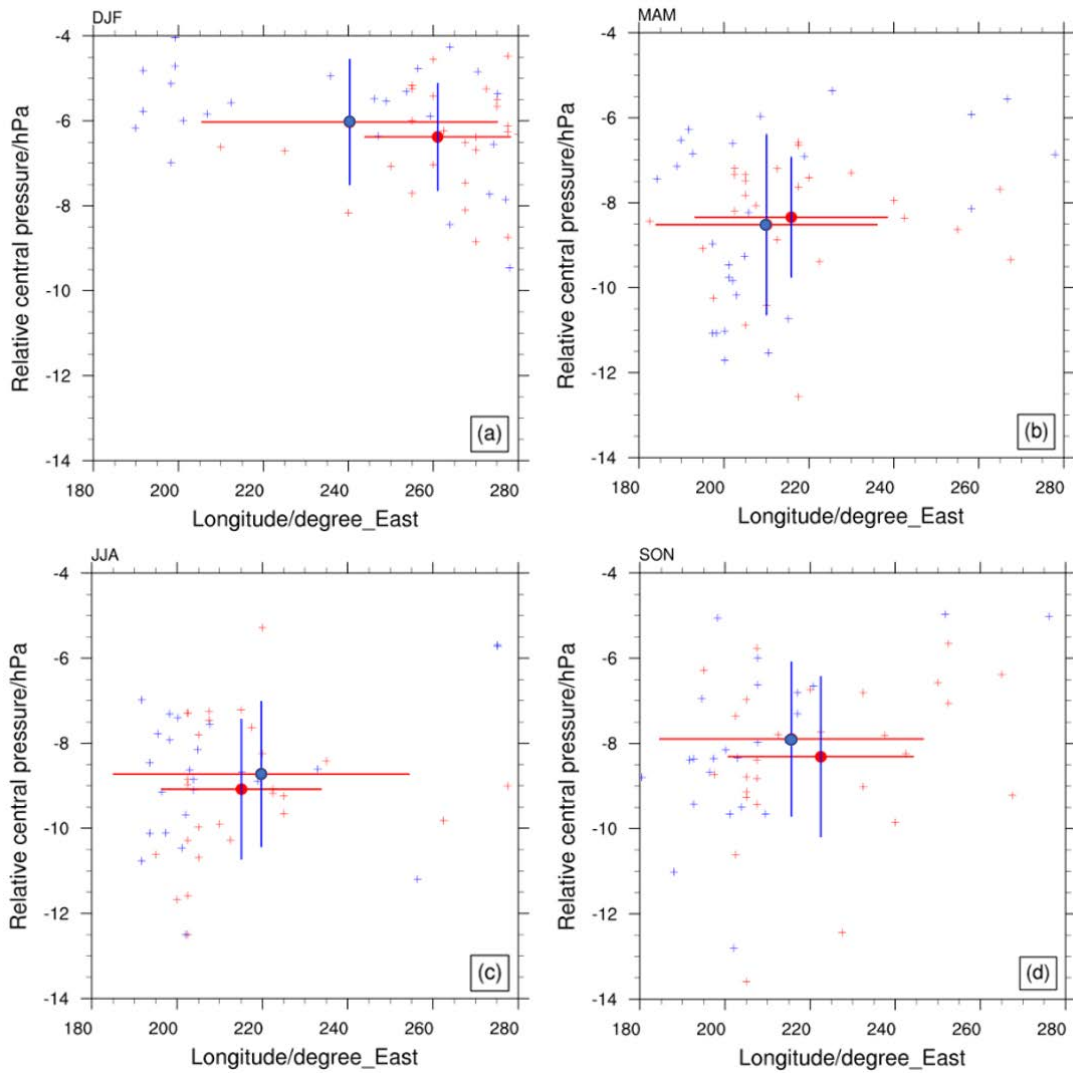 DJF
-4
-6
-8
-10
-12
-14
Relative central pressure/hPa
(a)
180 200 220 240 260 280
Longitude/degree_East
MAM
-4
-6
-8
-10
-12
-14
Relative central pressure/hPa
(b)
180 200 220 240 260 280
Longitude/degree_East
JJA
-4
-6
-8
-10
-12
-14
Relative central pressure/hPa
(c)
180 200 220 240 260 280
Longitude/degree_East
SON
-4
-6
-8
-10
-12
-14
Relative central pressure/hPa
(d)
180 200 220 240 260 280
Longitude/degree_East